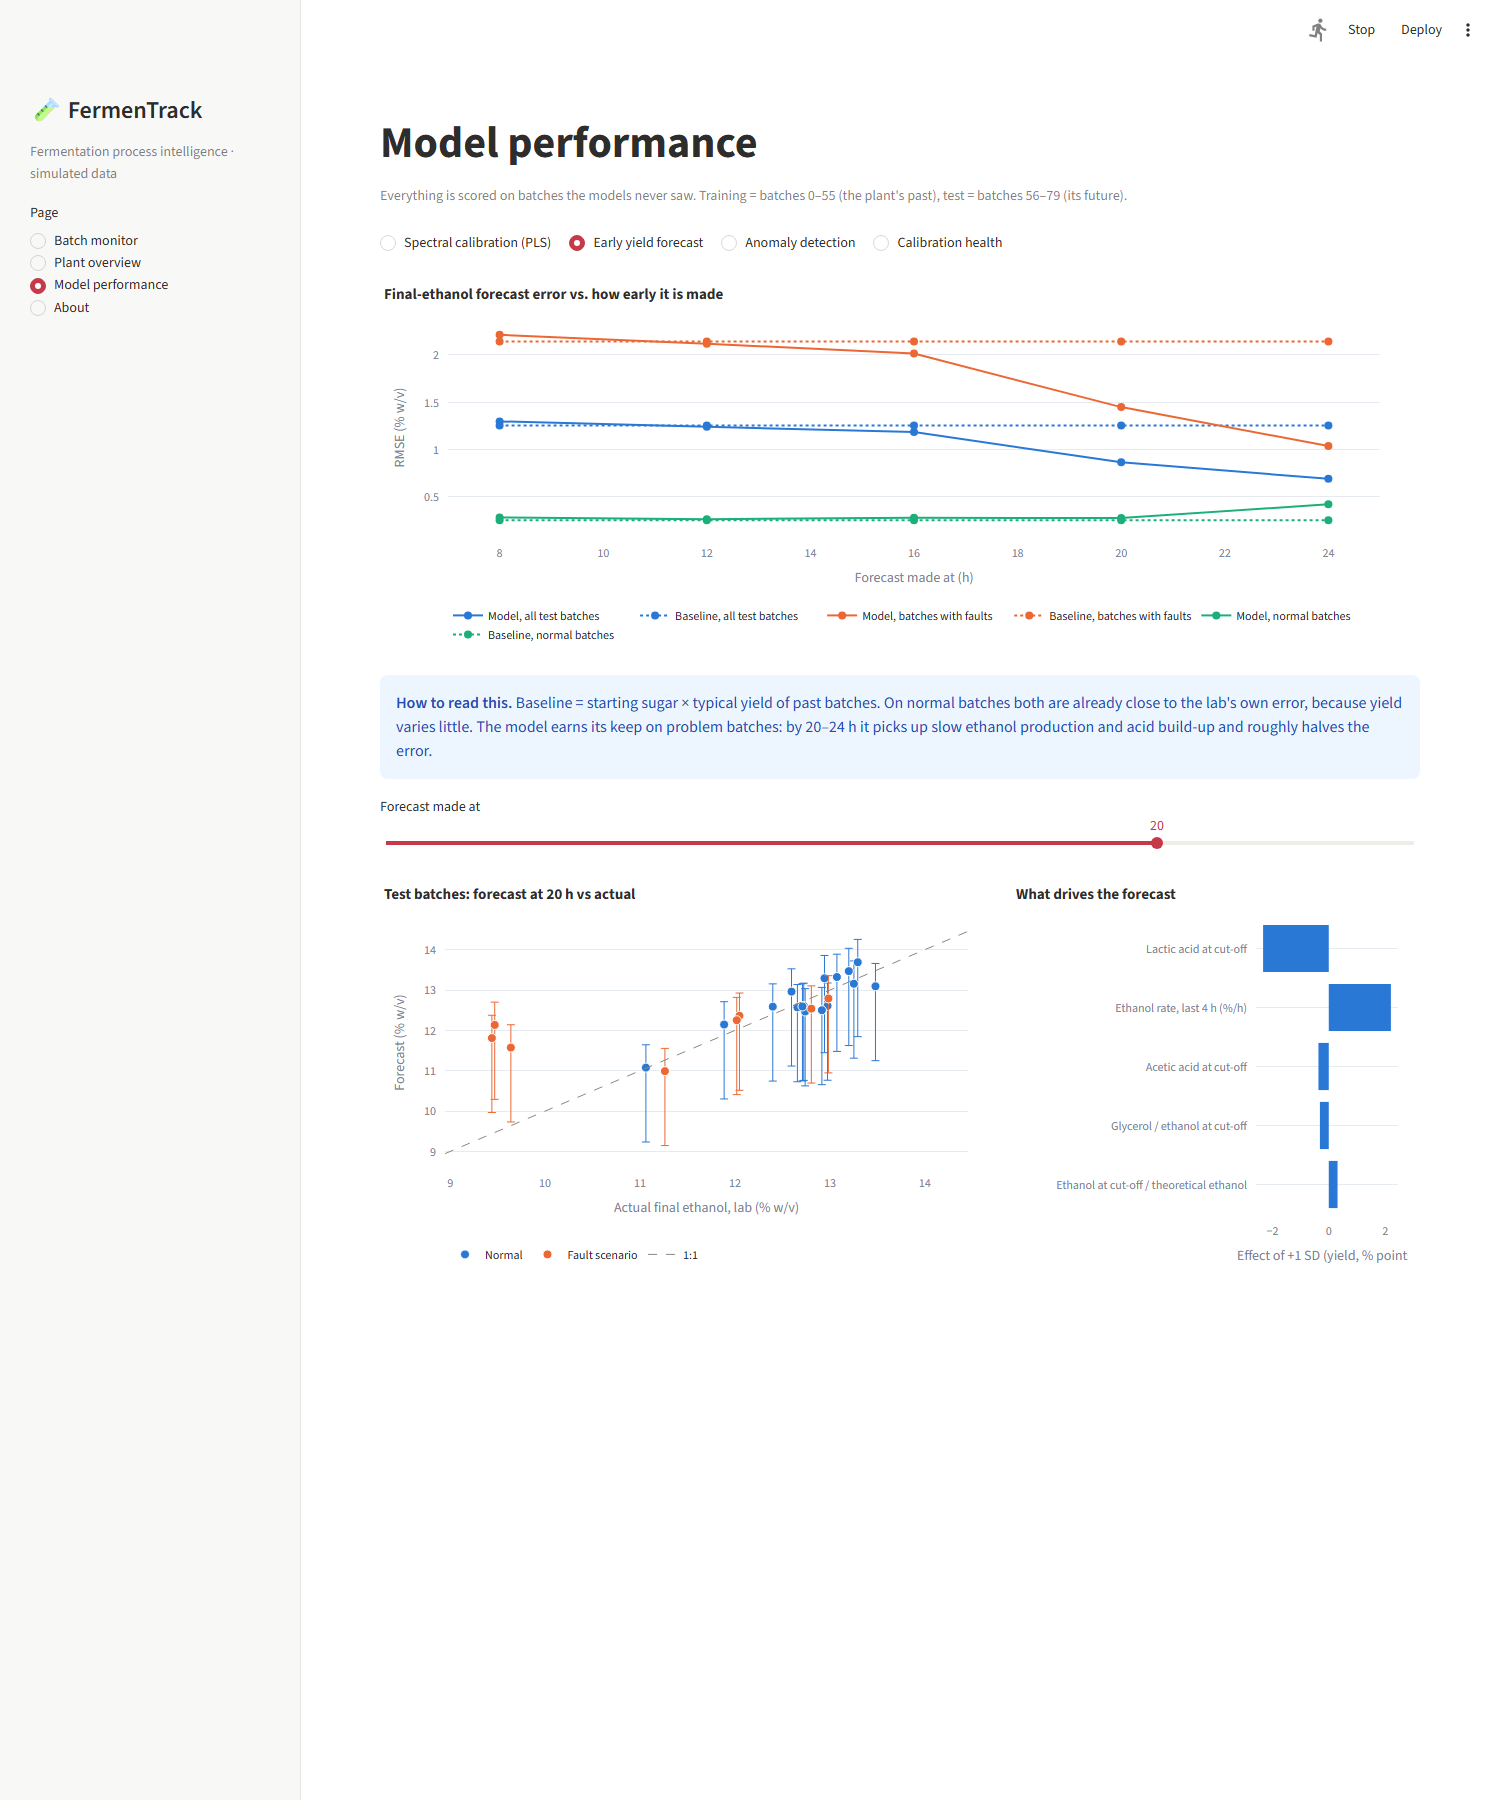 Stop
Deploy
FermenTrack
Fermentation process intelligence ·
simulated data
Page
Batch monitor
Plant overview
Model performance
About
Model performance
Everything is scored on batches the models never saw. Training = batches 0–55 (the plant's past), test = batches 56–79 (its future).
Spectral calibration (PLS)
Early yield forecast
Anomaly detection
Calibration health
Final-ethanol forecast error vs. how early it is made
RMSE (% w/v)
2
1.5
1
0.5
8
10
12
14
16
18
20
22
24
Forecast made at (h)
Model, all test batches
Baseline, all test batches
Model, batches with faults
Baseline, batches with faults
Model, normal batches
Baseline, normal batches
How to read this. Baseline = starting sugar × typical yield of past batches. On normal batches both are already close to the lab's own error, because yield
varies little. The model earns its keep on problem batches: by 20–24 h it picks up slow ethanol production and acid build-up and roughly halves the
error.
Forecast made at
20
Test batches: forecast at 20 h vs actual
Forecast (% w/v)
14
13
12
11
10
9
9
10
11
12
13
14
Actual final ethanol, lab (% w/v)
Normal
Fault scenario
1:1
What drives the forecast
Lactic acid at cut-off
Ethanol rate, last 4 h (%/h)
Acetic acid at cut-off
Glycerol / ethanol at cut-off
Ethanol at cut-off / theoretical ethanol
−2
0
2
Effect of +1 SD (yield, % point